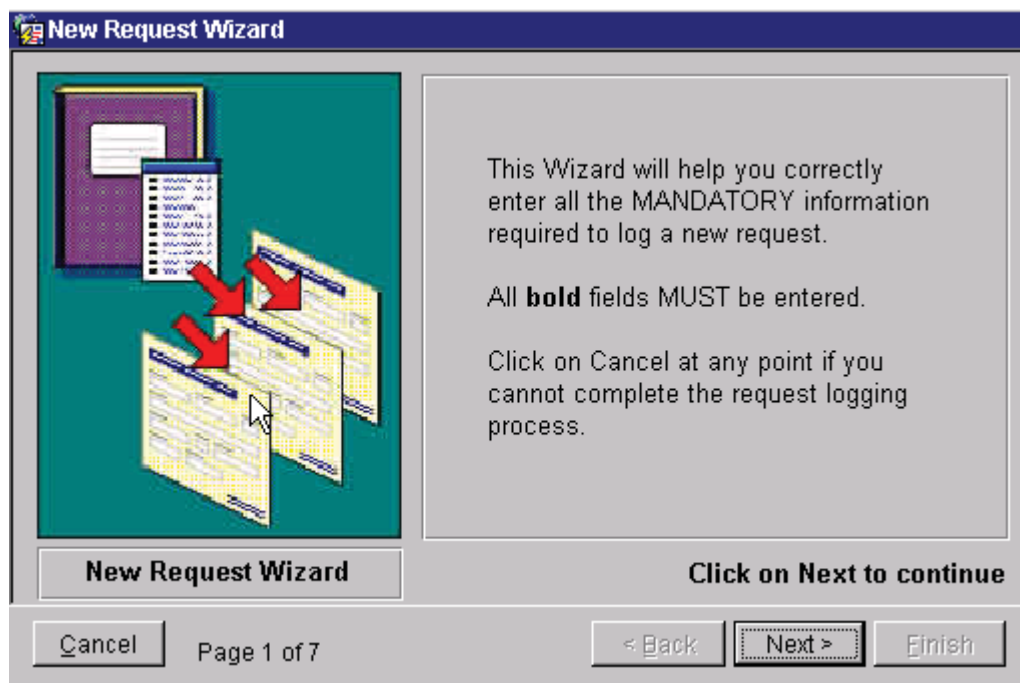 New Request Wizard
This Wizard will help you correctly
enter all the MANDATORY information
required to log a new request.
All bold fields MUST be entered.
Click on Cancel at any point if you
cannot complete the request logging
process.
New Request Wizard
Click on Next to continue
Cancel
Page 1 of 7
< Back
Next >
Finish